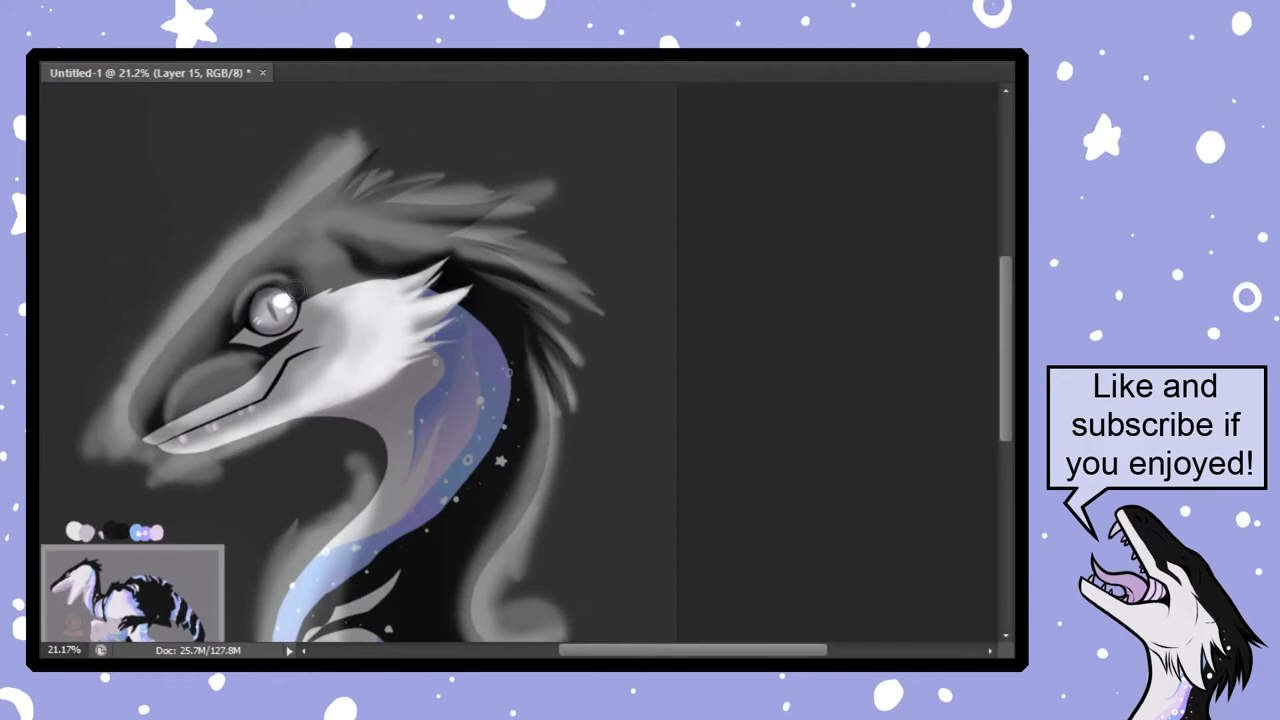 Untitled-1 @ 21.2% (Layer 15, RGB/8) *
Like and
subscribe if
you enjoyed!
21.17%
Doc: 25.7M/127.8M